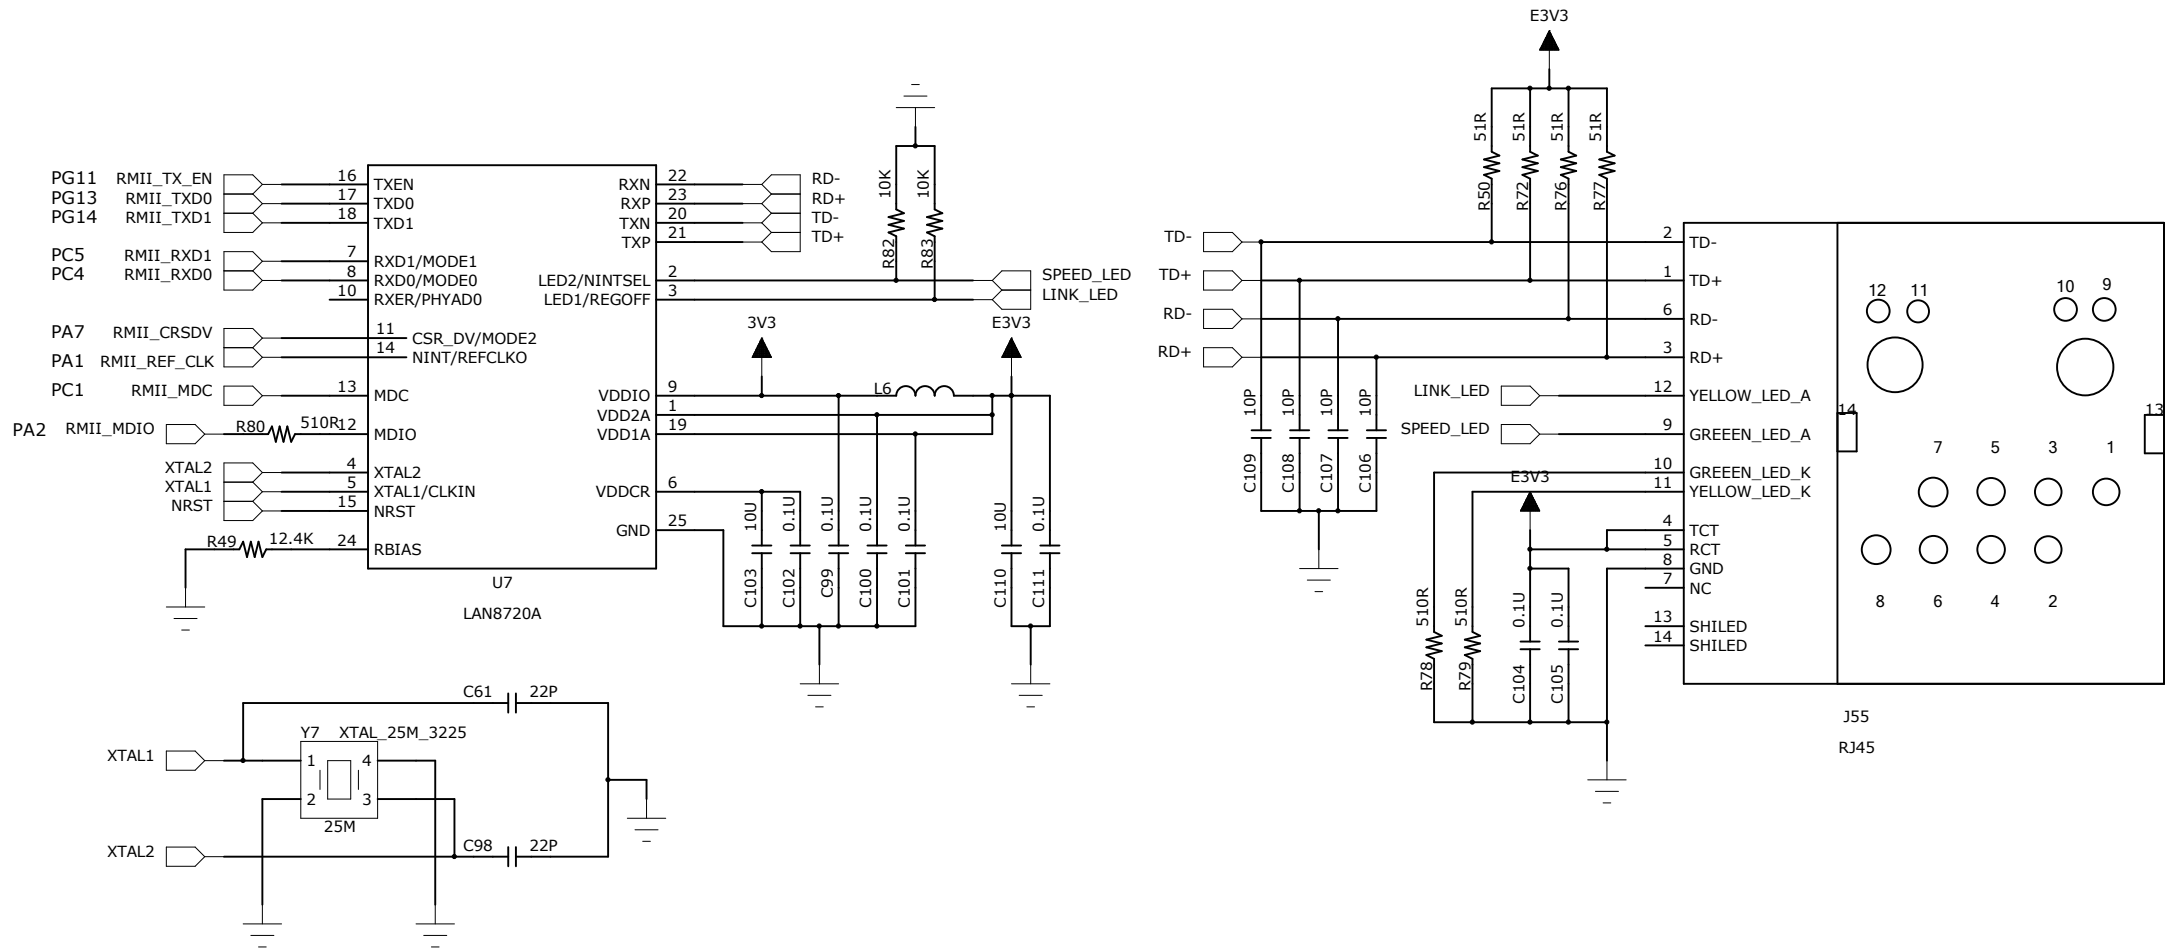 E3V3
51R
51R
51R
51R
R50
R72
R76
R77
10K
10K
R82
R83
PG11 RMII_TX_EN 16 TXEN
PG13 RMII_TXD0 17 TXD0
PG14 RMII_TXD1 18 TXD1
PC5 RMII_RXD1 7 RXD1/MODE1
PC4 RMII_RXD0 8 RXD0/MODE0
10 RXER/PHYAD0
PA7 RMII_CRSDV 11 CSR_DV/MODE2
PA1 RMII_REF_CLK 14 NINT/REFCLKO
PC1 RMII_MDC 13 MDC
PA2 RMII_MDIO R80 510R 12 MDIO
XTAL2 4 XTAL2
XTAL1 5 XTAL1/CLKIN
NRST 15 NRST
R49 12.4K 24 RBIAS
RXN 22 RD-
RXP 23 RD+
TXN 20 TD-
TXP 21 TD+
LED2/NINTSEL 2 SPEED_LED
LED1/REGOFF 3 LINK_LED
3V3
E3V3
VDDIO 9 L6
VDD2A 1
VDD1A 19
VDDCR 6
GND 25
10U
0.1U
0.1U
0.1U
0.1U
10U
0.1U
C103
C102
C99
C100
C101
C110
C111
U7
LAN8720A
TD- 2 TD-
TD+ 1 TD+
RD- 6 RD-
RD+ 3 RD+
LINK_LED 12 YELLOW_LED_A
SPEED_LED 9 GREEEN_LED_A
10 GREEEN_LED_K
E3V3 11 YELLOW_LED_K
4 TCT
5 RCT
8 GND
7 NC
13 SHILED
14 SHILED
10P
10P
10P
10P
C109
C108
C107
C106
510R
510R
0.1U
0.1U
R78
R79
C104
C105
12 11 10 9
14 13
7 5 3 1
8 6 4 2
J55
RJ45
C61 22P
Y7 XTAL_25M_3225
XTAL1 1 4
2 3
25M
XTAL2 C98 22P